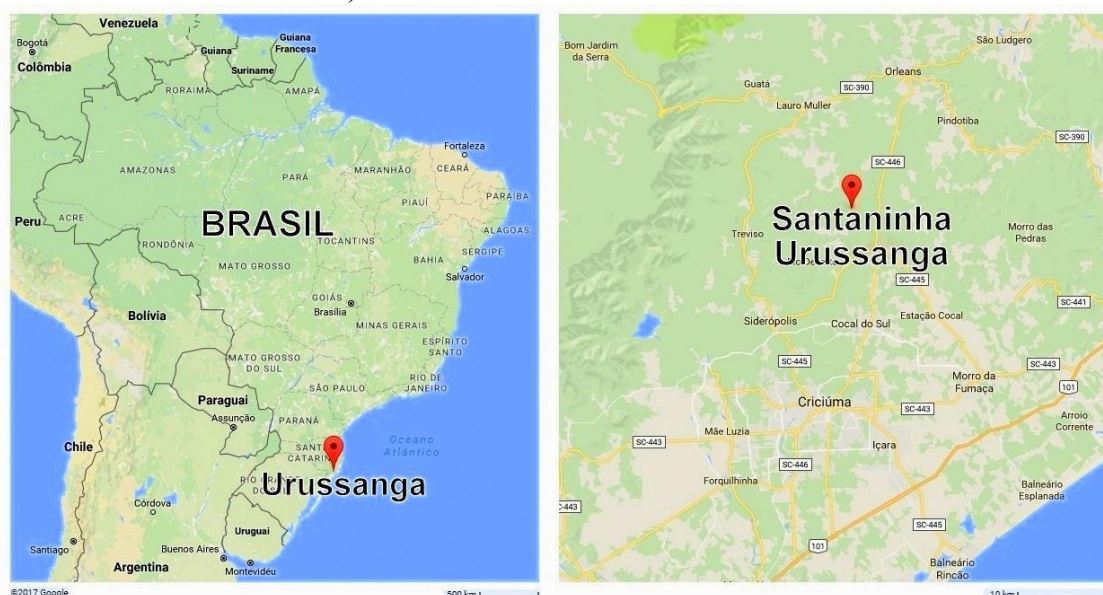 Venezuela
Bogotá
Colômbia
Guiana
Guiana
Francesa
Suriname
RORAIMA
AMAPÁ
Fortaleza
AMAZONAS
PARÁ
MARANHÃO
CEARÁ
PIAUÍ
PARAÍBA
Peru
ACRE
BRASIL
ALAGOAS
RONDÔNIA
TOCANTINS
SERGIPE
MATO GROSSO
BAHIA
Salvador
GOIÁS
Brasília
Bolívia
MINAS GERAIS
ESPÍRITO
SANTO
MATO GROSSO
DO SUL
RIO DE
JANEIRO
SÃO PAULO
Paraguai
Assunção
PARANÁ
Chile
SANTA
CATARINA
Oceano
Atlântico
RIO GRAN
Urussanga
Córdova
Uruguai
Santiago
Buenos Aires
Montevidéu
Argentina
©2017 Google
500 km
São Ludgero
Bom Jardim
da Serra
Guatá
Orleans
SC-390
Lauro Muller
Pindotiba
SC-390
SC-446
Santaninha
Urussanga
Treviso
Morro das
Pedras
SC-445
SC-441
Siderópolis
Cocal do Sul
Estação Cocal
SC-445
SC-443
Morro da
Fumaça
101
Criciúma
SC-443
Arroio
Corrente
Mãe Luzia
SC-443
Içara
SC-446
Forquilhinha
Balneário
Esplanada
C-443
SC-445
101
Balneário
Rincão
10 km